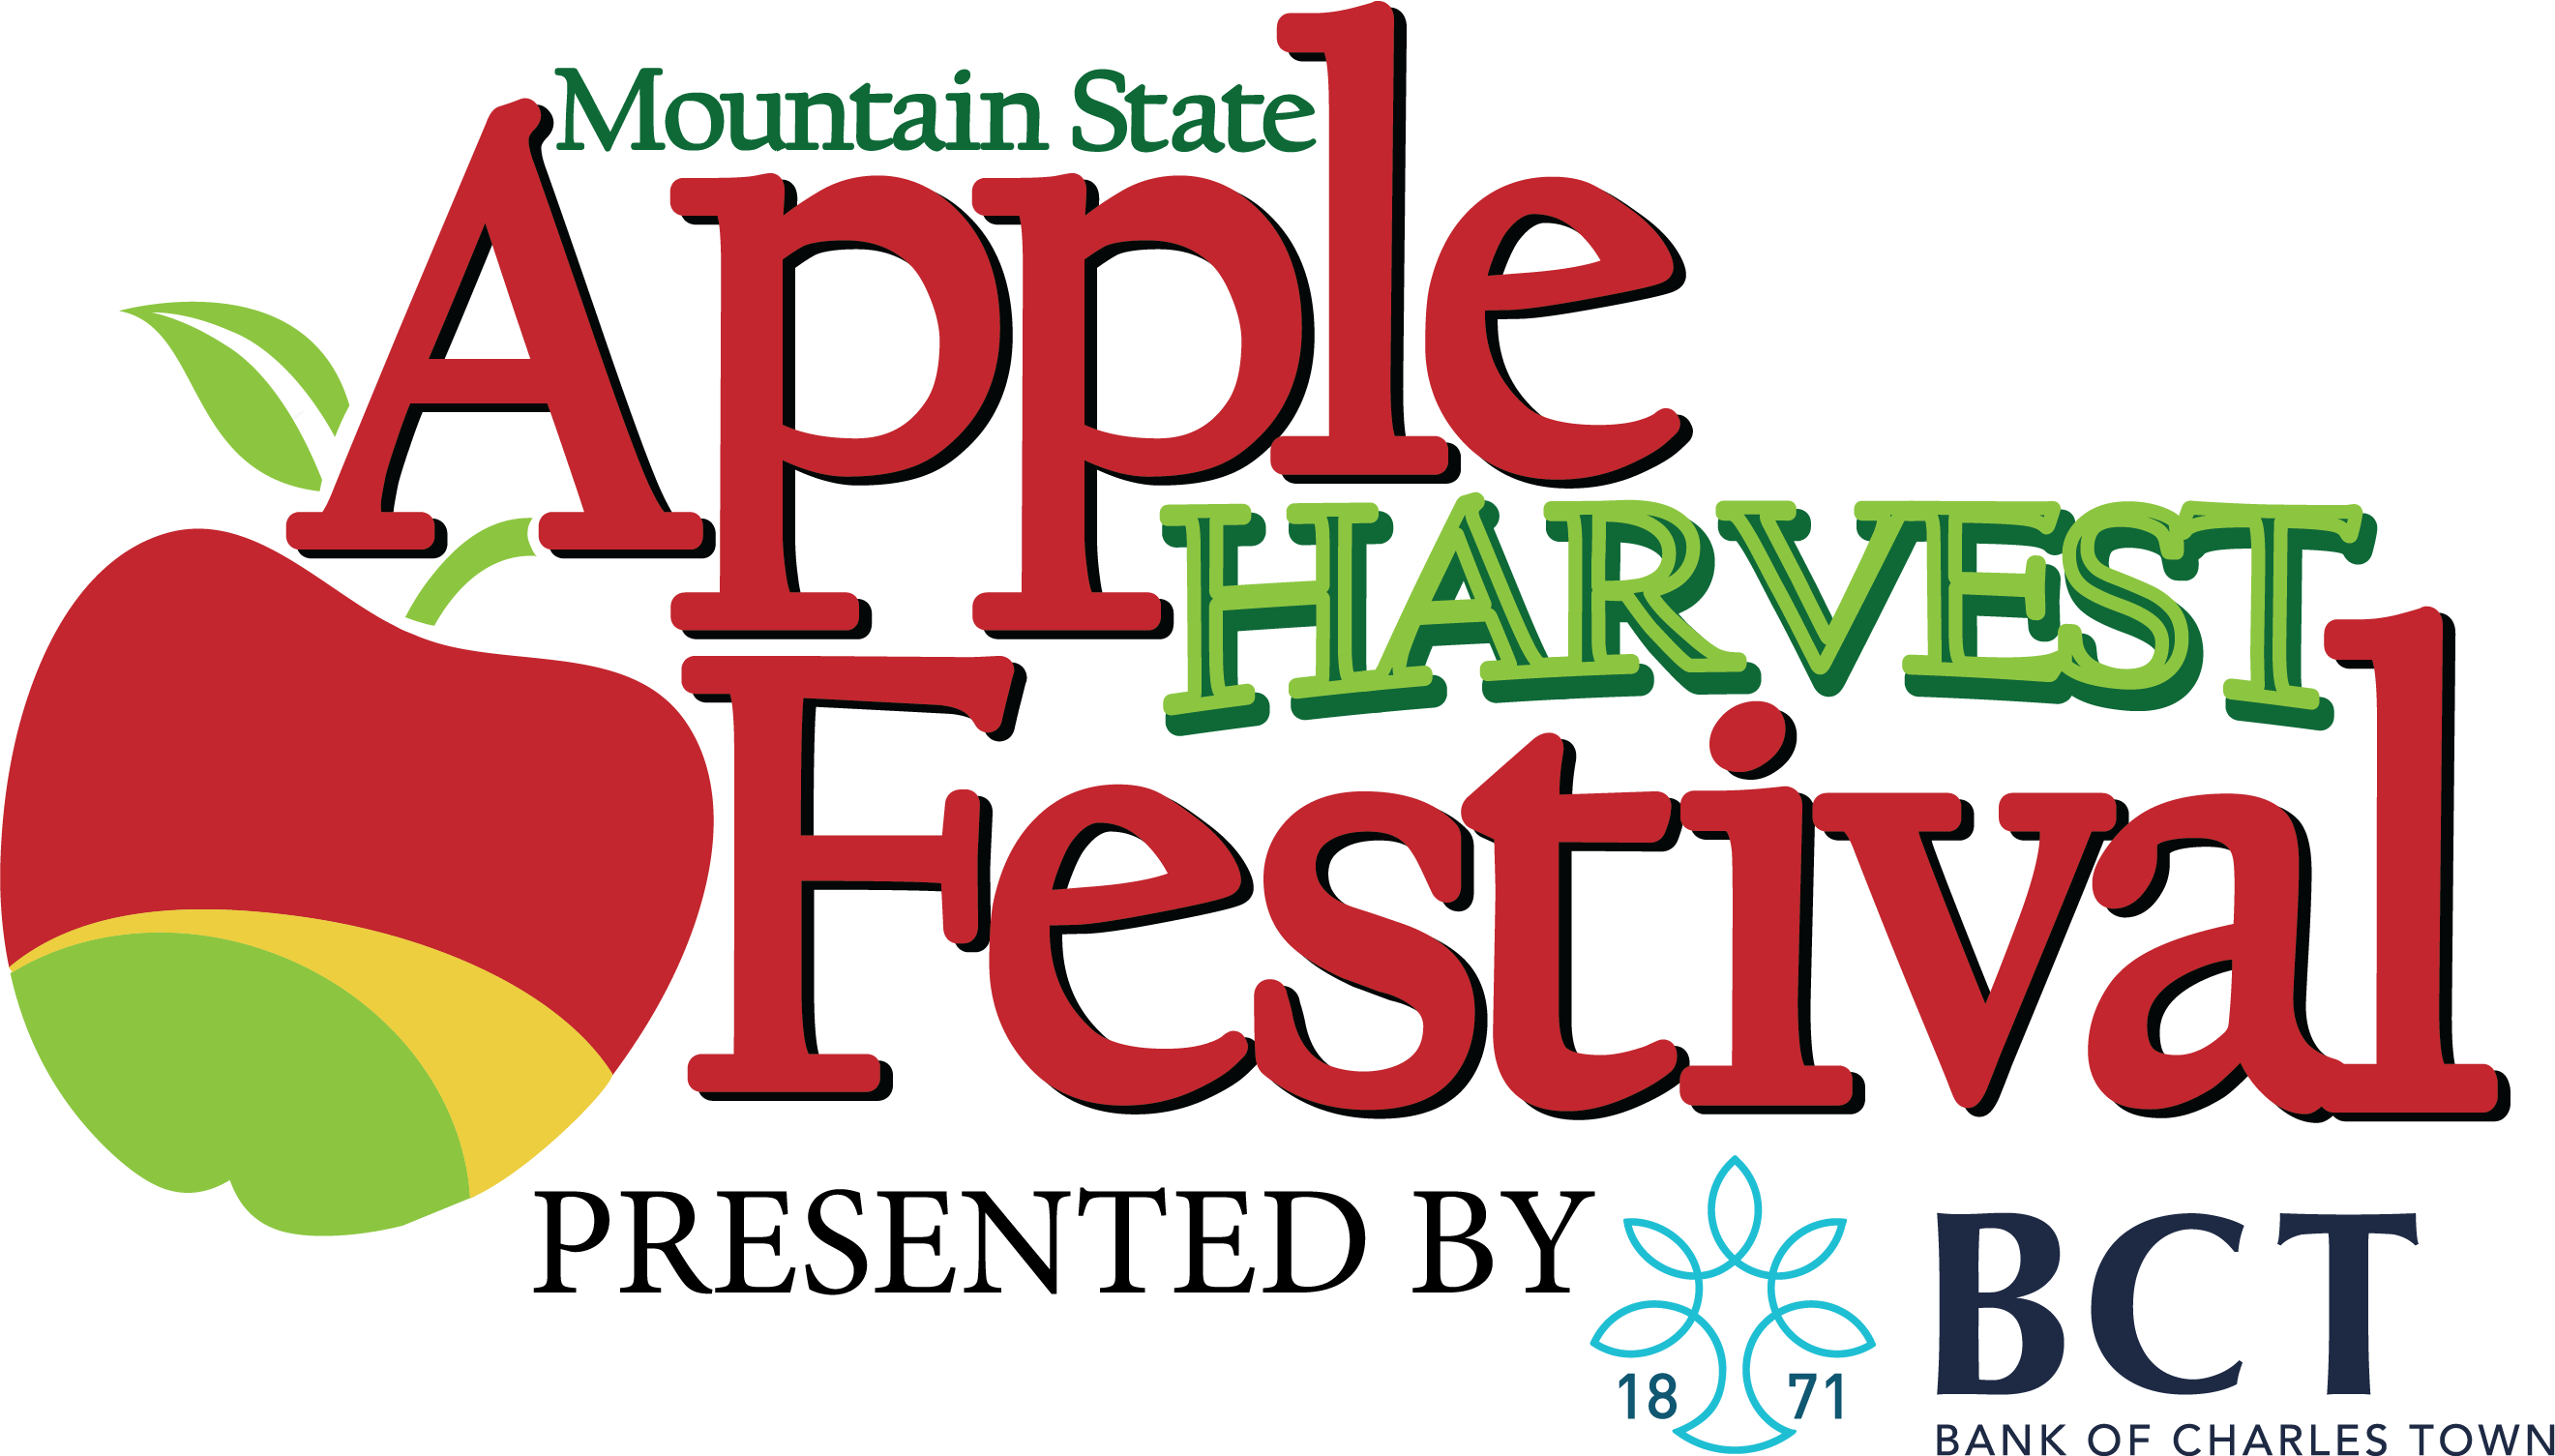 Mountain State
Apple
HARVEST
Festival
PRESENTED BY
18 71
BCT
BANK OF CHARLES TOWN